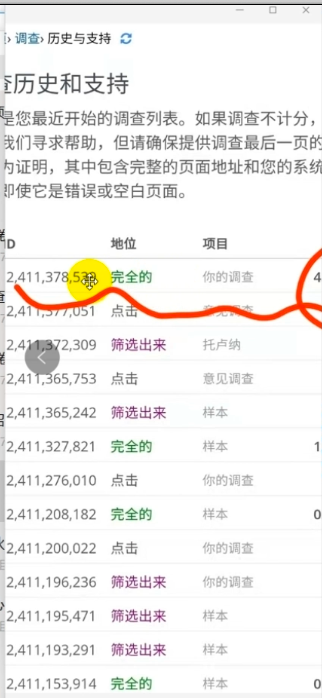 调查› 历史与支持
查历史和支持
是您最近开始的调查列表。如果调查不计分，
我们寻求帮助，但请确保提供调查最后一页的
为证明，其中包含完整的页面地址和您的系统
即使它是错误或空白页面。
D 地位 项目
2,411,378,539 完全的 你的调查 4
2,411,377,051 点击 意见调查
2,411,372,309 筛选出来 托卢纳
2,411,365,753 点击 意见调查
2,411,365,242 筛选出来 样本
2,411,327,821 完全的 样本 1
2,411,276,010 点击 你的调查
2,411,208,182 完全的 样本 0
2,411,200,022 点击 你的调查
2,411,196,236 筛选出来 你的调查
2,411,195,471 筛选出来 样本
2,411,193,291 筛选出来 样本
2,411,153,914 完全的 样本 0